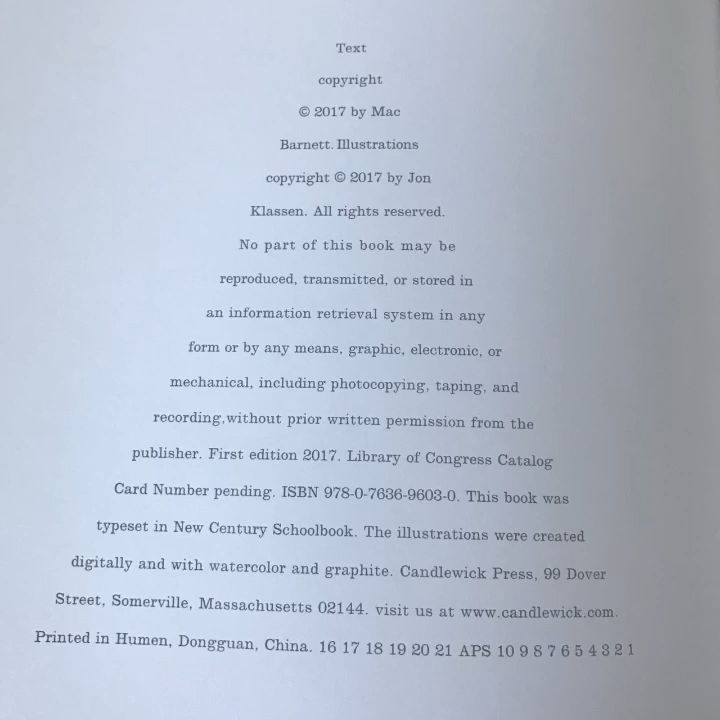 Text
copyright
© 2017 by Mac
Barnett. Illustrations
copyright © 2017 by Jon
Klassen. All rights reserved.
No part of this book may be
reproduced, transmitted, or stored in
an information retrieval system in any
form or by any means, graphic, electronic, or
mechanical, including photocopying, taping, and
recording,without prior written permission from the
publisher. First edition 2017. Library of Congress Catalog
Card Number pending. ISBN 978-0-7636-9603-0. This book was
typeset in New Century Schoolbook. The illustrations were created
digitally and with watercolor and graphite. Candlewick Press, 99 Dover
Street, Somerville, Massachusetts 02144. visit us at www.candlewick.com.
Printed in Humen, Dongguan, China. 16 17 18 19 20 21 APS 10 9 8 7 6 5 4 3 2 1